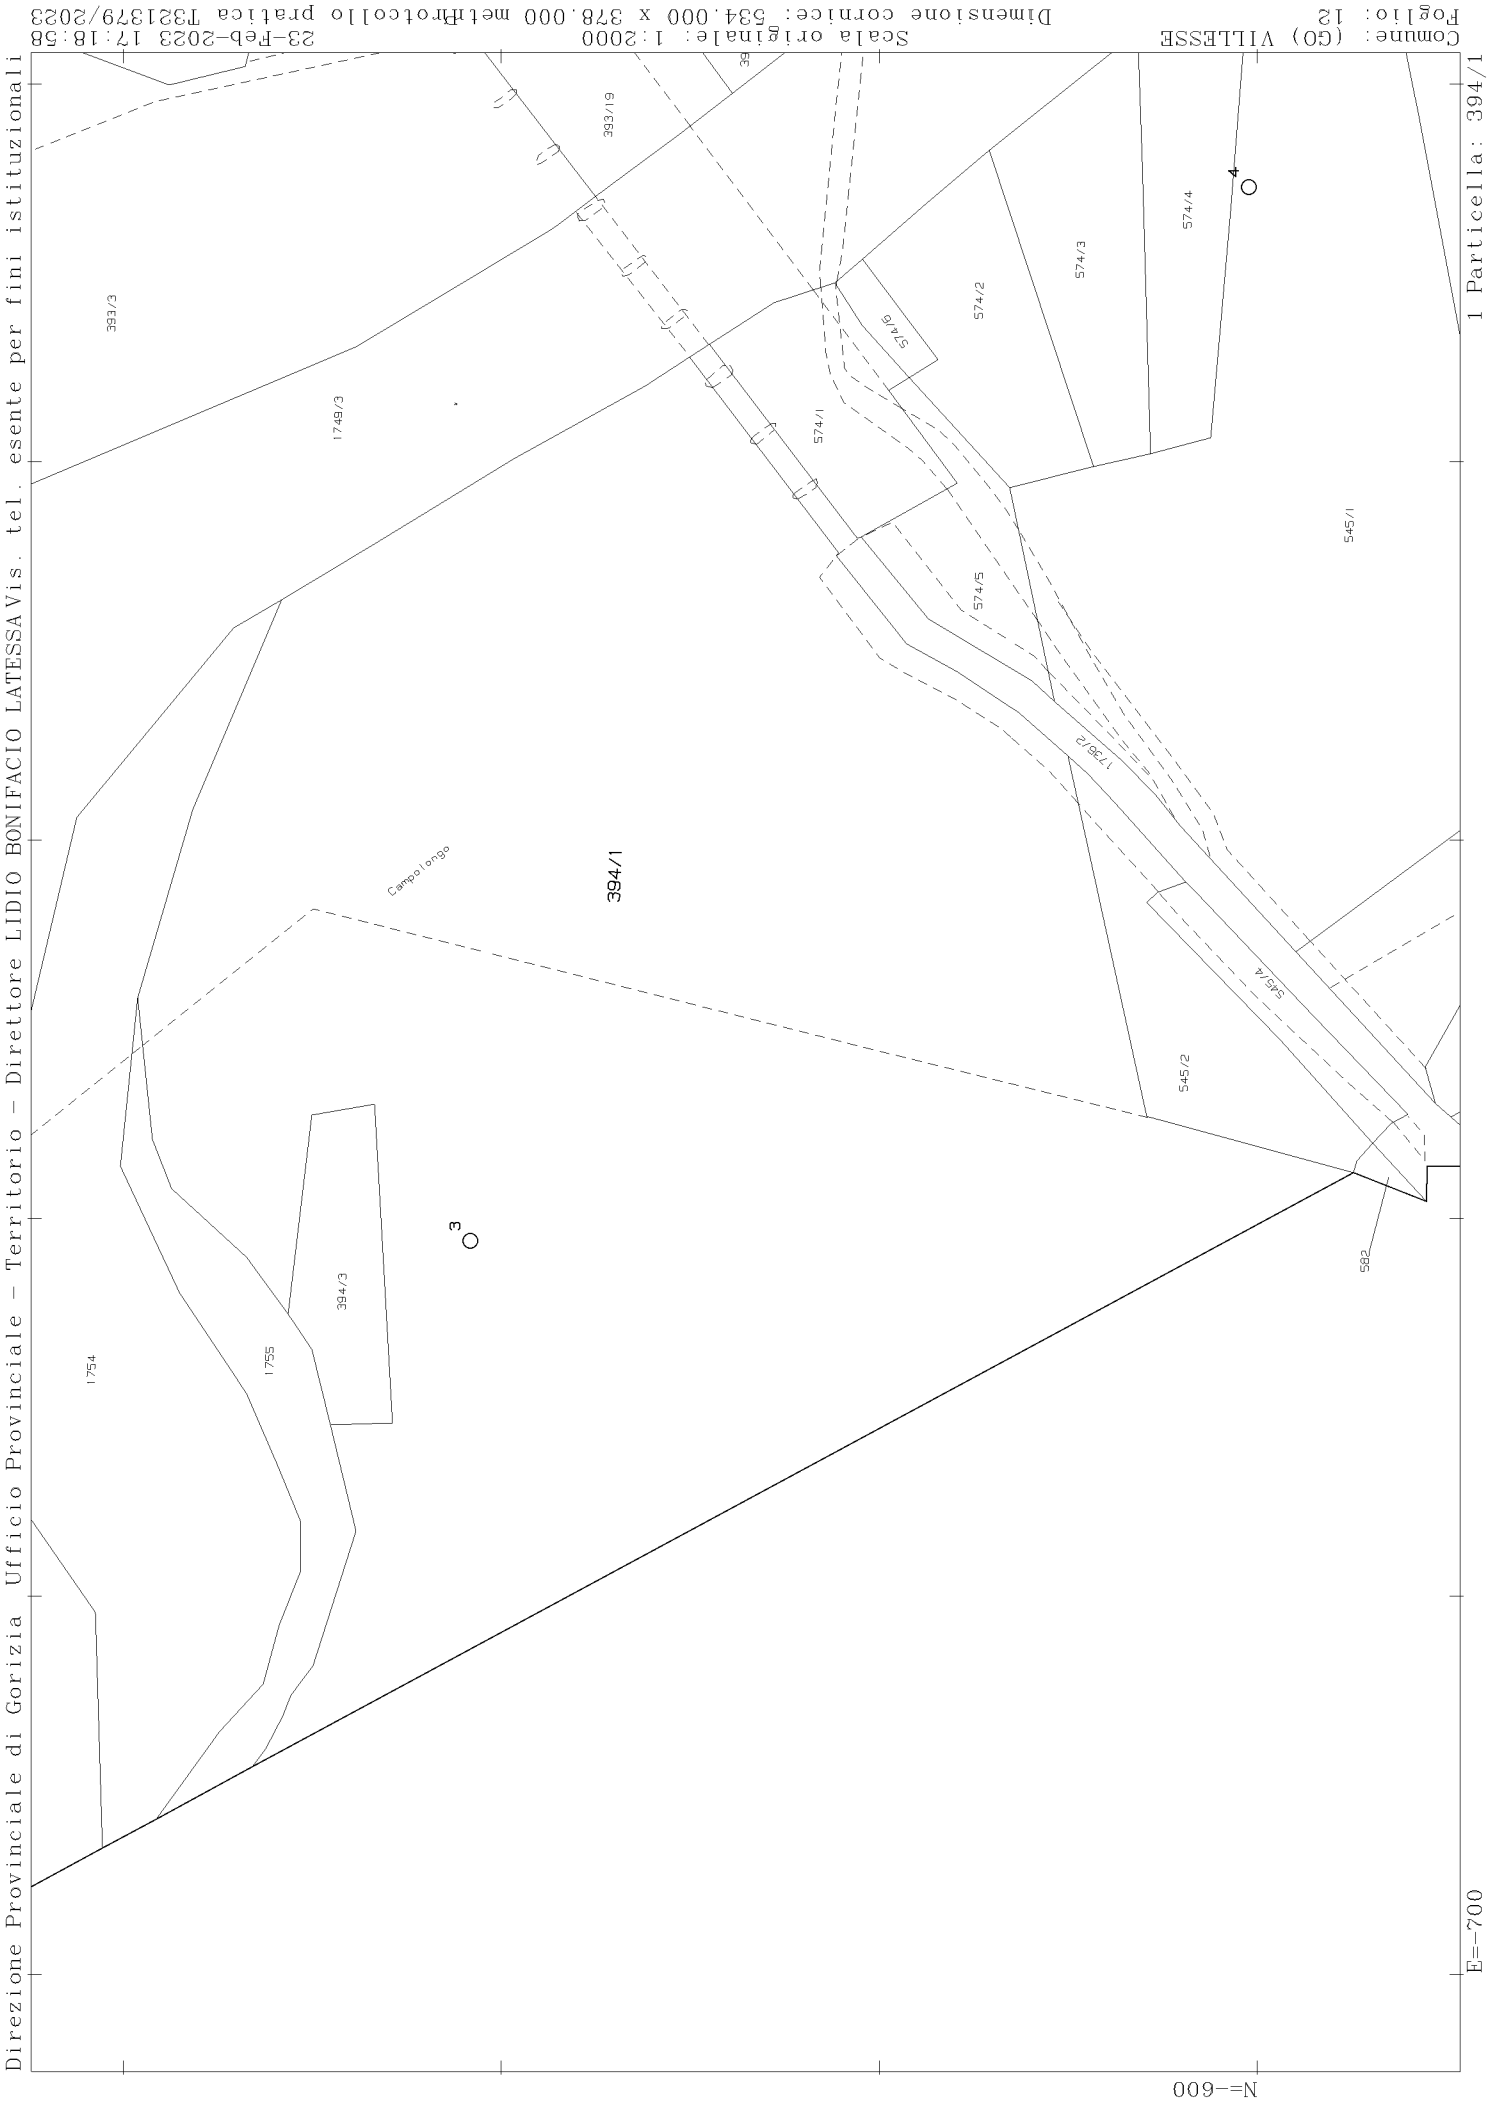 Direzione Provinciale di Gorizia Ufficio Provinciale - Territorio - Direttore LIDIO BONIFACIO LATESSA Vis. tel. esente per fini istituzionali
Comune: (GO) VILLESSE
Foglio: 12
Scala originale: 1:2000
Dimensione cornice: 534.000 x 378.000 metri
23-Feb-2023 17:18:58
Protocollo pratica T321379/2023
1 Particella: 394/1
E=-700
N=-600
393/3
393/19
39
1749/3
574/1
574/6
574/2
574/3
574/4
4
574/5
545/1
1736/2
Campolongo
394/1
545/4
545/2
582
3
394/3
1755
1754